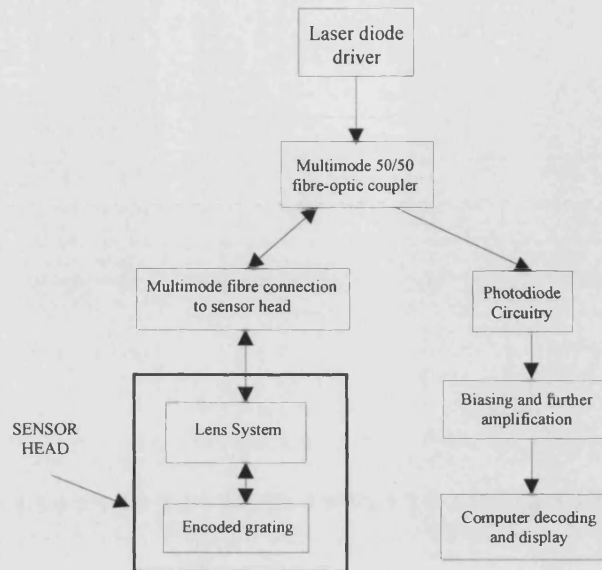 Laser diode
driver
Multimode 50/50
fibre-optic coupler
Multimode fibre connection
to sensor head
Photodiode
Circuitry
Lens System
Biasing and further
amplification
SENSOR
HEAD
Encoded grating
Computer decoding
and display